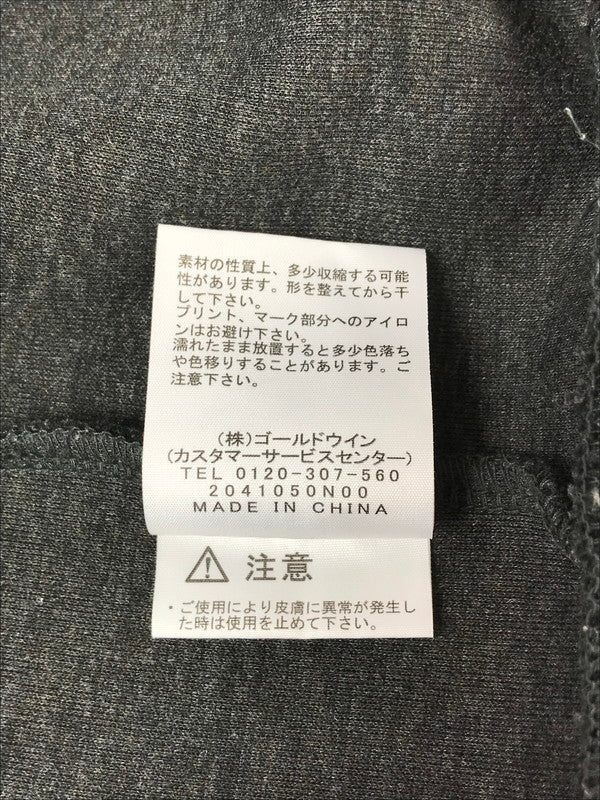 素材の性質上、多少収縮する可能
性があります。形を整えてから干
して下さい。
プリント、マーク部分へのアイロ
ンはお避け下さい。
濡れたまま放置すると多少色落ち
や色移りすることがあります。ご
注意下さい。
(株)ゴールドウイン
(カスタマーサービスセンター)
TEL 0120-307-560
2041050N00
MADE IN CHINA
注意
・ご使用により皮膚に異常が発生し
た時は使用を止めて下さい。